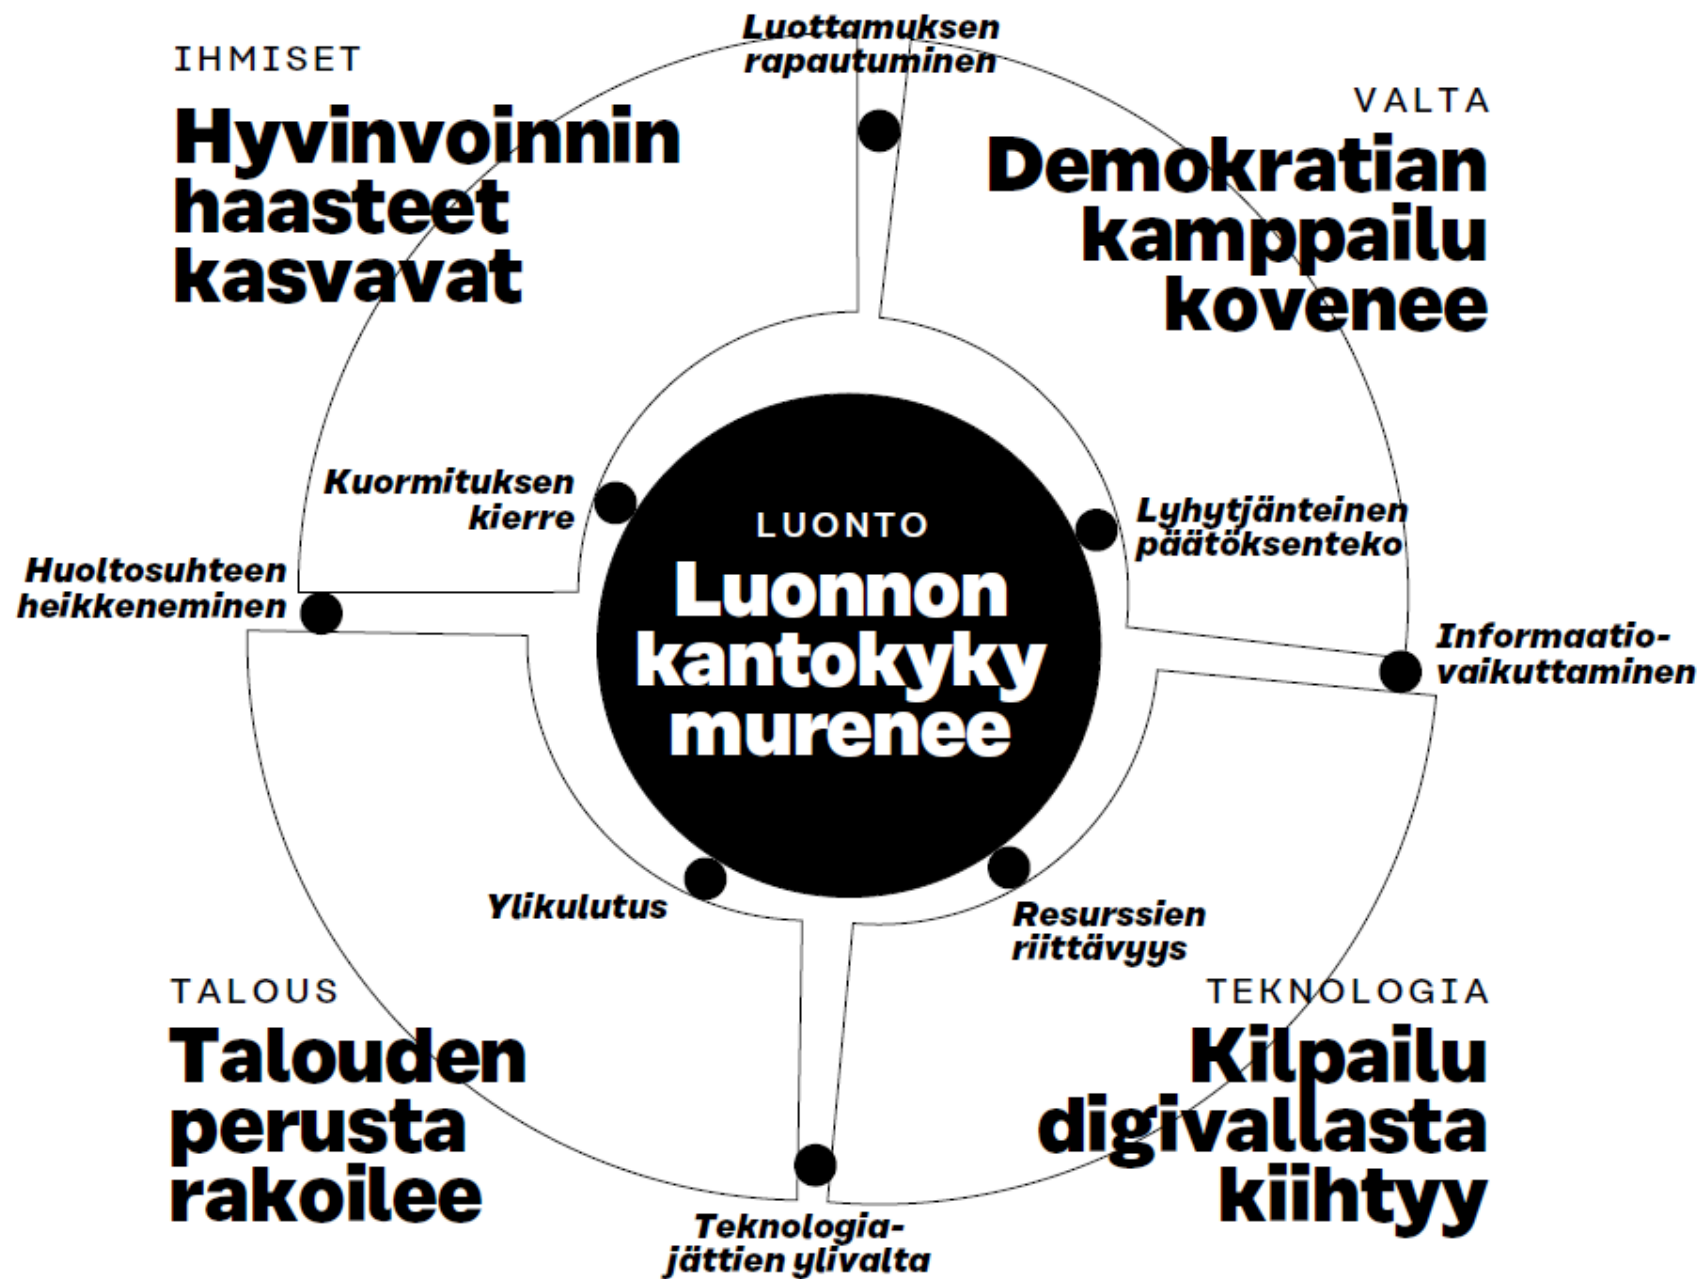 Luottamuksen
rapautuminen
IHMISET
Hyvinvoinnin
haasteet
kasvavat
VALTA
Demokratian
kamppailu
kovenee
Kuormituksen
kierre
Lyhytjänteinen
päätöksenteko
Huoltosuhteen
heikkeneminen
LUONTO
Luonnon
kantokyky
murenee
Informaatio-
vaikuttaminen
Ylikulutus
Resurssien
riittävyys
TALOUS
Talouden
perusta
rakoilee
TEKNOLOGIA
Kilpailu
digivallasta
kiihtyy
Teknologia-
jättien ylivalta